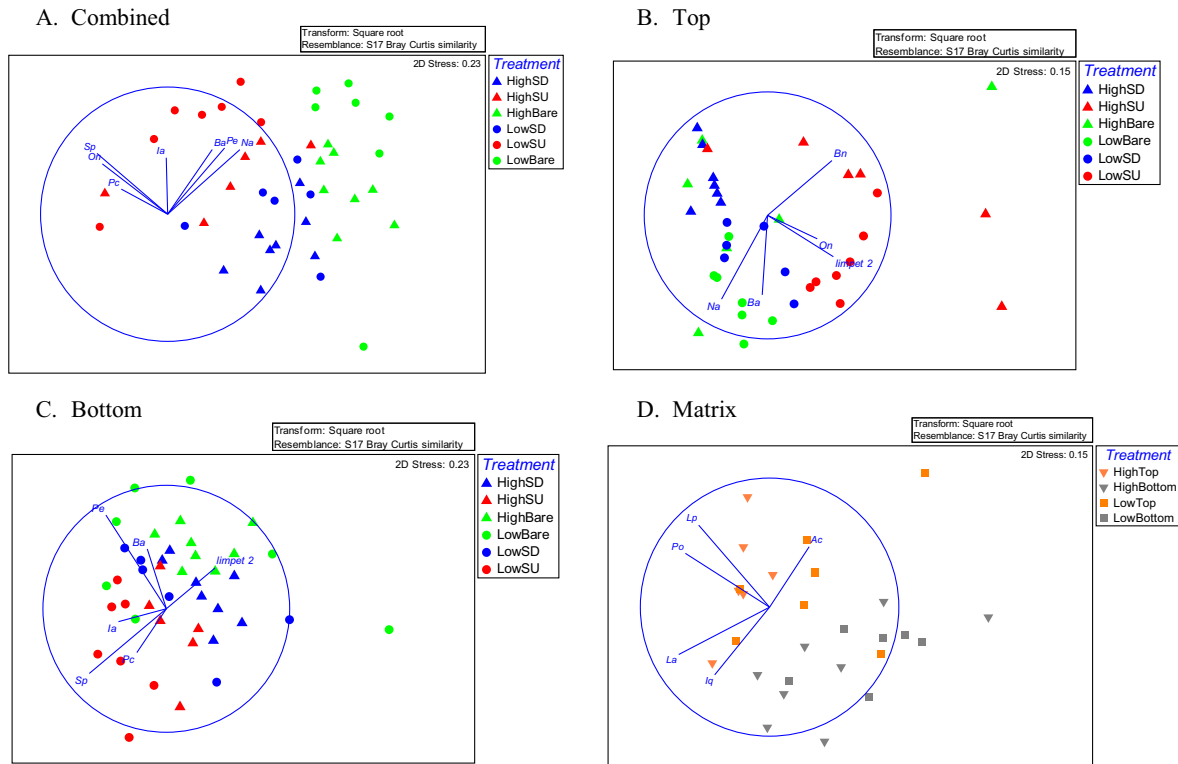 A. Combined
Transform: Square root
Resemblance: S17 Bray Curtis similarity
2D Stress: 0.23
Treatment
HighSD
HighSU
HighBare
LowSD
LowSU
LowBare
Sp
On
Pc
Ia
Ba
Pe
Na
B. Top
Transform: Square root
Resemblance: S17 Bray Curtis similarity
2D Stress: 0.15
Treatment
HighSD
HighSU
HighBare
LowBare
LowSD
LowSU
Bn
On
limpet 2
Na
Ba
C. Bottom
Transform: Square root
Resemblance: S17 Bray Curtis similarity
2D Stress: 0.23
Treatment
HighSD
HighSU
HighBare
LowBare
LowSD
LowSU
Pe
Ba
limpet 2
Ia
Pc
Sp
D. Matrix
Transform: Square root
Resemblance: S17 Bray Curtis similarity
2D Stress: 0.15
Treatment
HighTop
HighBottom
LowTop
LowBottom
Lp
Po
Ac
La
Iq